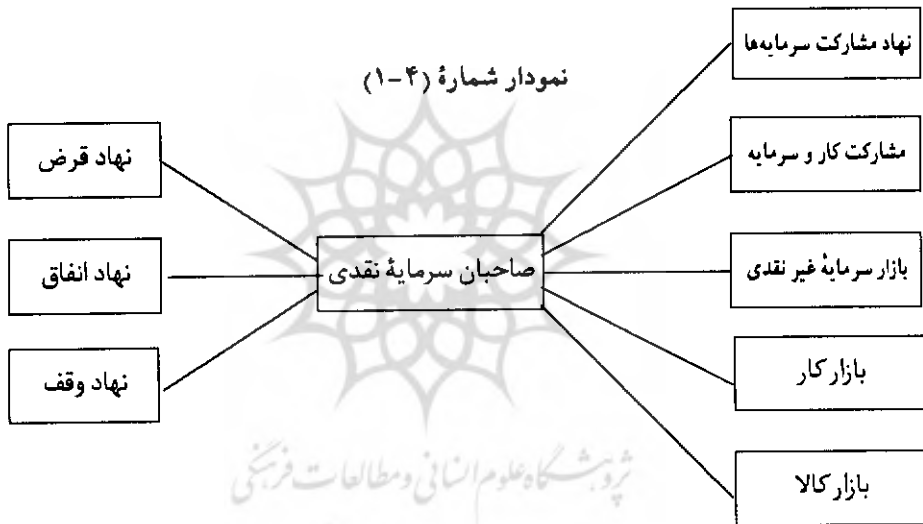 نهاد مشارکت سرمایه‌ها
نمودار شمارهٔ (۴-۱)
مشارکت کار و سرمایه
نهاد قرض
صاحبان سرمایهٔ نقدی
بازار سرمایهٔ غیر نقدی
نهاد انفاق
بازار کار
نهاد وقف
بازار کالا
پژوهشگاه علوم انسانی و مطالعات فرهنگی